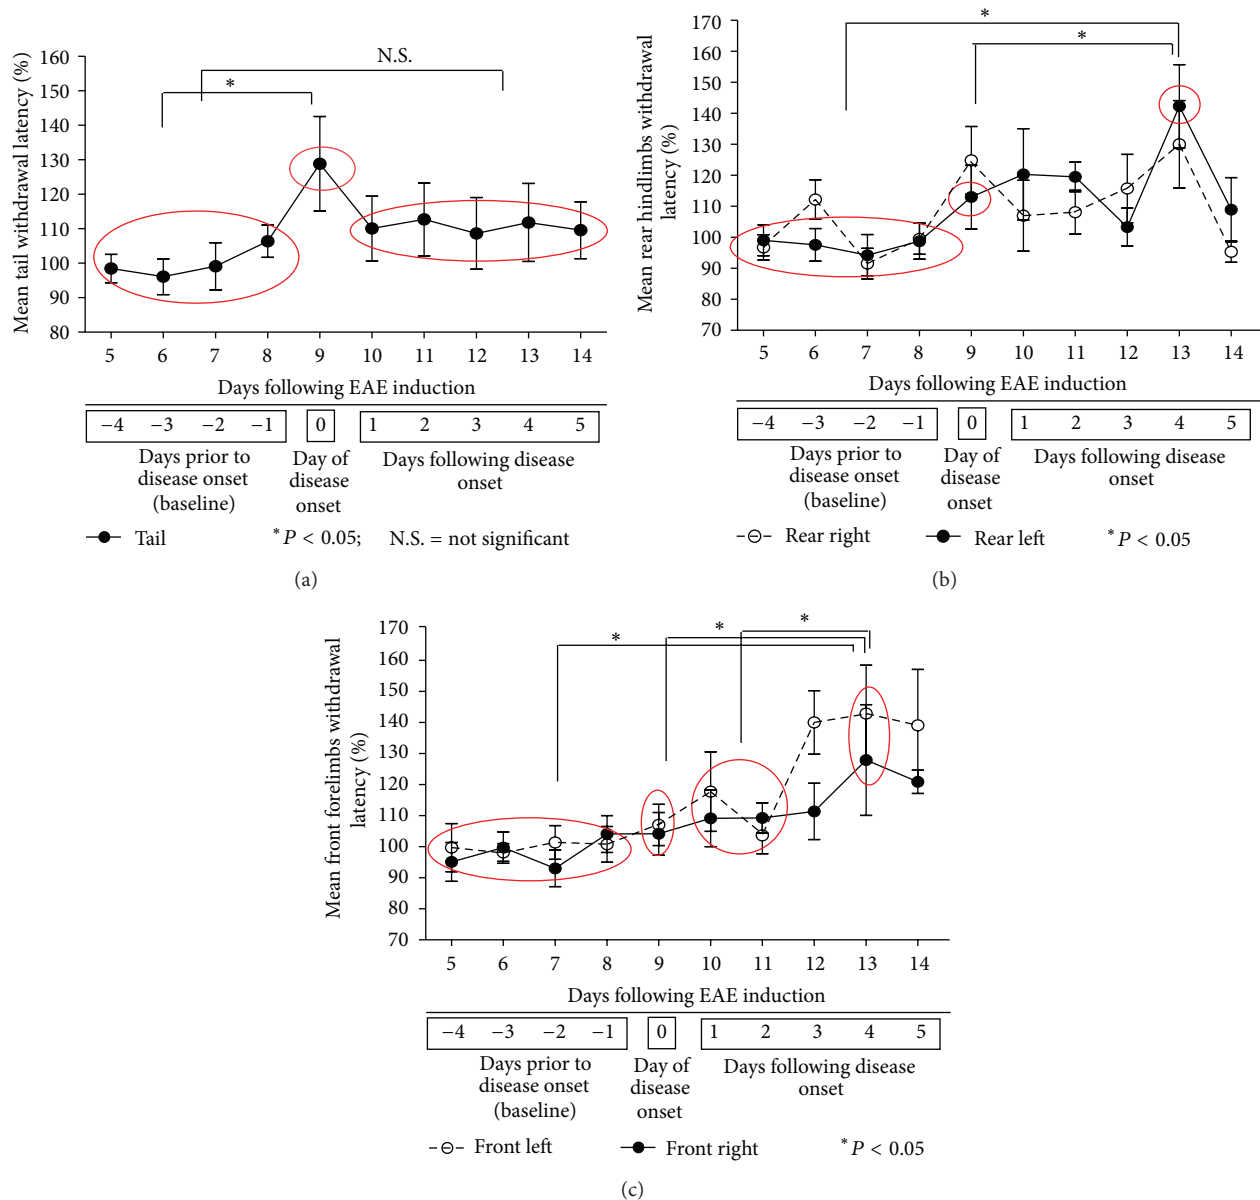 Mean tail withdrawal latency (%)
160
150
140
130
120
110
100
90
80
N.S.
*
5 6 7 8 9 10 11 12 13 14
Days following EAE induction
−4 −3 −2 −1 0 1 2 3 4 5
Days prior to
disease onset
(baseline)
Day of
disease
onset
Days following disease
onset
Tail
*P < 0.05;
N.S. = not significant
(a)
Mean rear hindlimbs withdrawal
latency (%)
170
160
150
140
130
120
110
100
90
80
70
*
*
5 6 7 8 9 10 11 12 13 14
Days following EAE induction
−4 −3 −2 −1 0 1 2 3 4 5
Days prior to
disease onset
(baseline)
Day of
disease
onset
Days following disease
onset
Rear right
Rear left
*P < 0.05
(b)
Mean front forelimbs withdrawal
latency (%)
170
160
150
140
130
120
110
100
90
80
70
*
*
*
5 6 7 8 9 10 11 12 13 14
Days following EAE induction
−4 −3 −2 −1 0 1 2 3 4 5
Days prior to
disease onset
(baseline)
Day of
disease
onset
Days following disease
onset
Front left
Front right
*P < 0.05
(c)